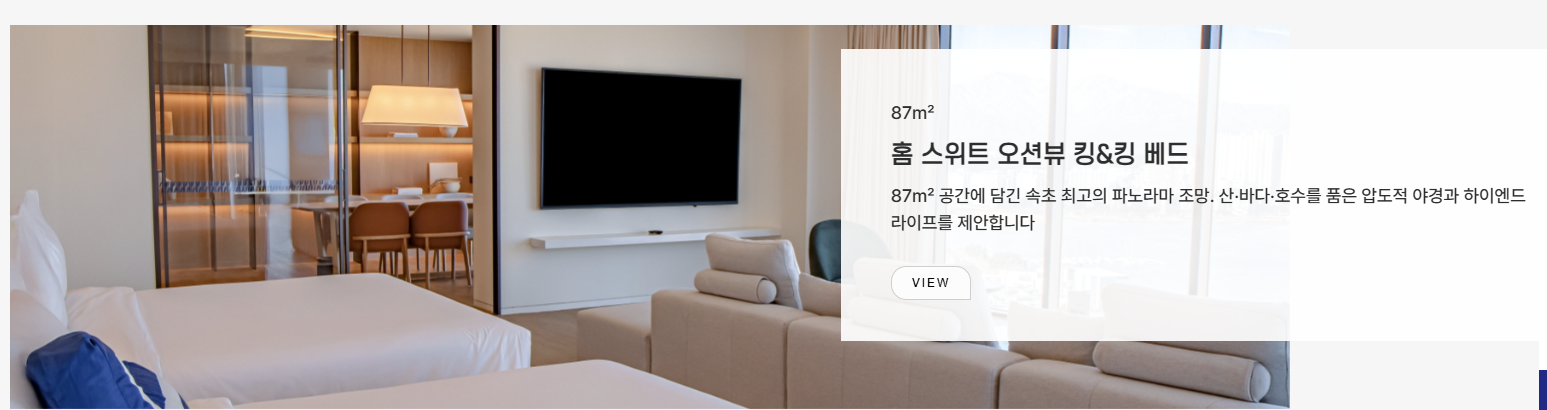 87m²
홈 스위트 오션뷰 킹&킹 베드
87m² 공간에 담긴 속초 최고의 파노라마 조망. 산·바다·호수를 품은 압도적 야경과 하이엔드
라이프를 제안합니다
VIEW